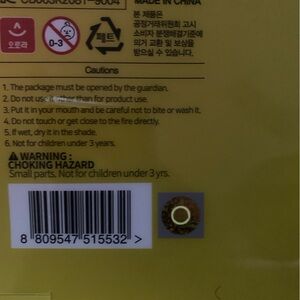 CB063R2081-9004
MADE IN CHINA
본 제품은
공정거래위원회 고시
소비자 분쟁해결기준에
의거 교환 및 보상을
받으실 수 있습니다.
오로라
0-3
페트
Cautions
1. The package must be opened by the guardian.
2. Do not use it other than for product use.
3. Put it in your mouth and be careful not to bite or wash it.
4. Do not touch or get close to the fire directly.
5. If wet, dry it in the shade.
6. Not for children under 3 years.
WARNING :
CHOKING HAZARD
Small parts. Not for children under 3 yrs.
8 809547 515532 >